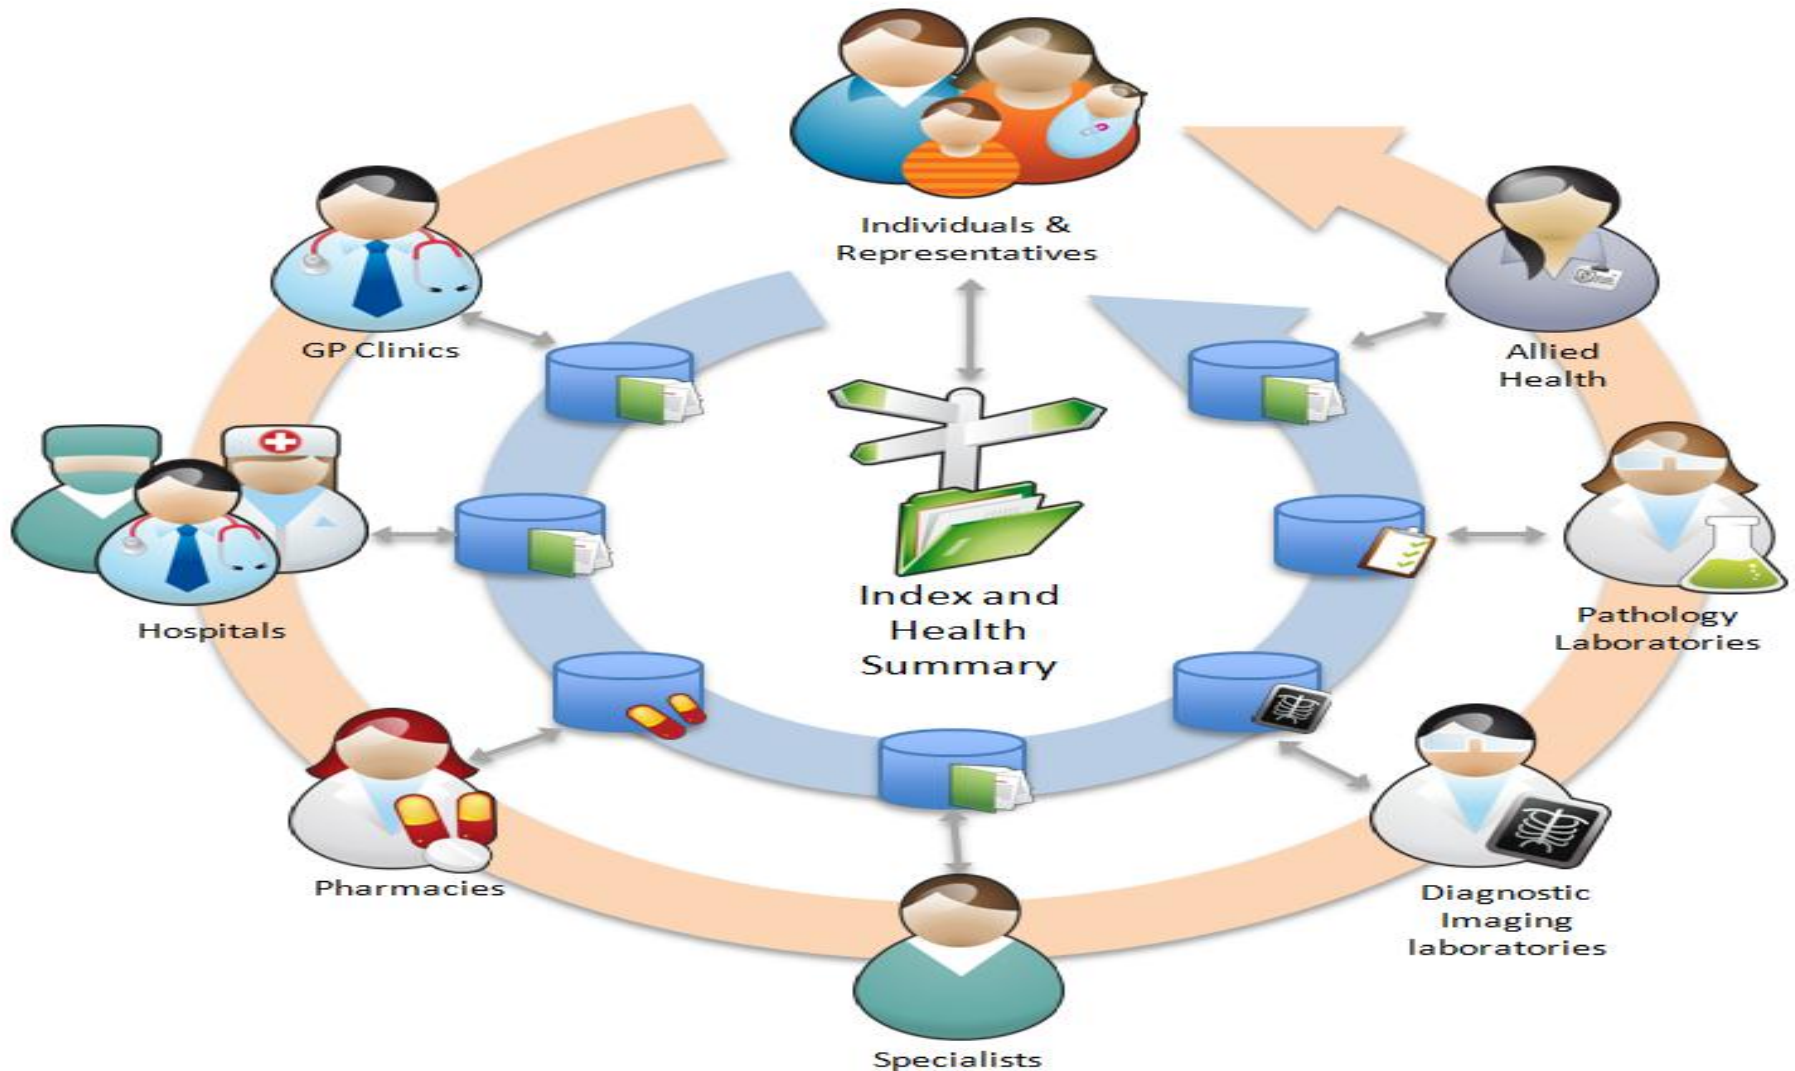 Individuals &
Representatives
GP Clinics
Allied
Health
Hospitals
Index and
Health
Summary
Pathology
Laboratories
Pharmacies
Diagnostic
Imaging
laboratories
Specialists